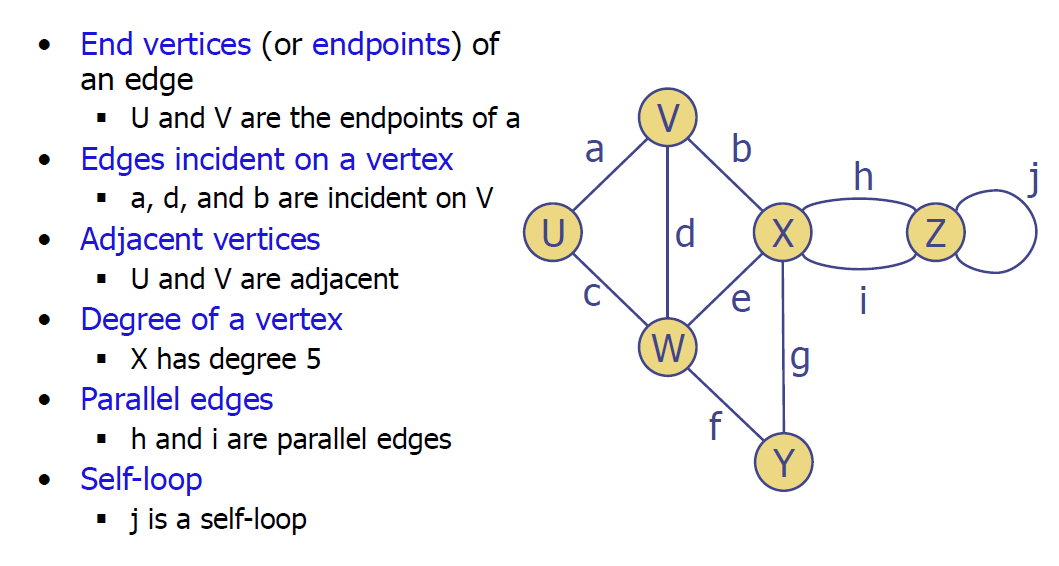 • End vertices (or endpoints) of
an edge
▪ U and V are the endpoints of a
• Edges incident on a vertex
▪ a, d, and b are incident on V
• Adjacent vertices
▪ U and V are adjacent
• Degree of a vertex
▪ X has degree 5
• Parallel edges
▪ h and i are parallel edges
• Self-loop
▪ j is a self-loop
V
a
b
h
j
U
d
X
Z
c
e
i
W
g
f
Y